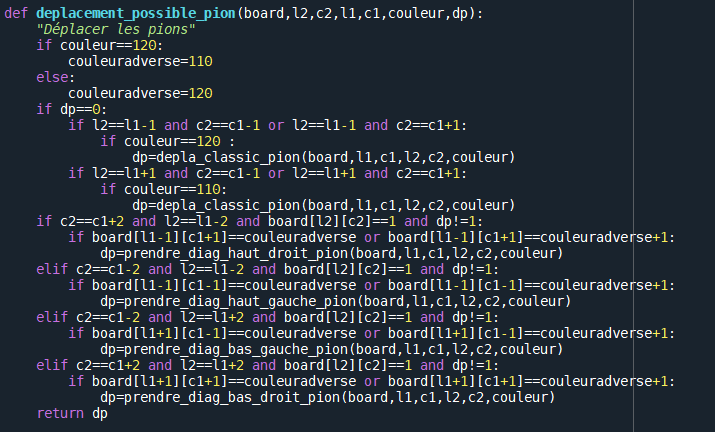 def deplacement_possible_pion(board,l2,c2,l1,c1,couleur,dp):
    "Déplacer les pions"
    if couleur==120:
        couleuradverse=110
    else:
        couleuradverse=120
    if dp==0:
        if l2==l1-1 and c2==c1-1 or l2==l1-1 and c2==c1+1:
            if couleur==120 :
                dp=depla_classic_pion(board,l1,c1,l2,c2,couleur)
        if l2==l1+1 and c2==c1-1 or l2==l1+1 and c2==c1+1:
            if couleur==110:
                dp=depla_classic_pion(board,l1,c1,l2,c2,couleur)
    if c2==c1+2 and l2==l1-2 and board[l2][c2]==1 and dp!=1:
        if board[l1-1][c1+1]==couleuradverse or board[l1-1][c1+1]==couleuradverse+1:
            dp=prendre_diag_haut_droit_pion(board,l1,c1,l2,c2,couleur)
    elif c2==c1-2 and l2==l1-2 and board[l2][c2]==1 and dp!=1:
        if board[l1-1][c1-1]==couleuradverse or board[l1-1][c1-1]==couleuradverse+1:
            dp=prendre_diag_haut_gauche_pion(board,l1,c1,l2,c2,couleur)
    elif c2==c1-2 and l2==l1+2 and board[l2][c2]==1 and dp!=1:
        if board[l1+1][c1-1]==couleuradverse or board[l1+1][c1-1]==couleuradverse+1:
            dp=prendre_diag_bas_gauche_pion(board,l1,c1,l2,c2,couleur)
    elif c2==c1+2 and l2==l1+2 and board[l2][c2]==1 and dp!=1:
        if board[l1+1][c1+1]==couleuradverse or board[l1+1][c1+1]==couleuradverse+1:
            dp=prendre_diag_bas_droit_pion(board,l1,c1,l2,c2,couleur)
    return dp